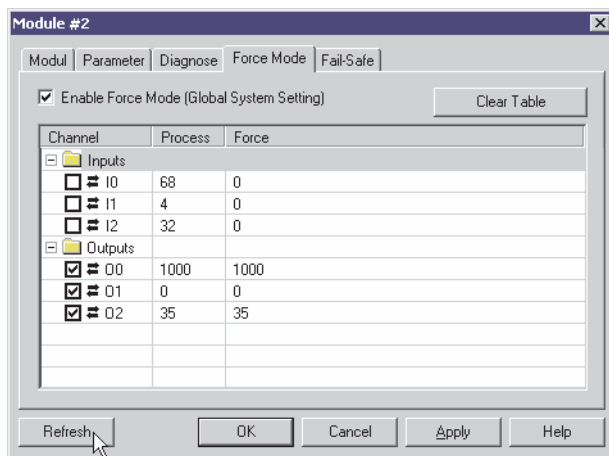 Module #2
Modul Parameter Diagnose Force Mode Fail-Safe
Enable Force Mode (Global System Setting) Clear Table
Channel Process Force
Inputs
I0 68 0
I1 4 0
I2 32 0
Outputs
O0 1000 1000
O1 0 0
O2 35 35
Refresh OK Cancel Apply Help